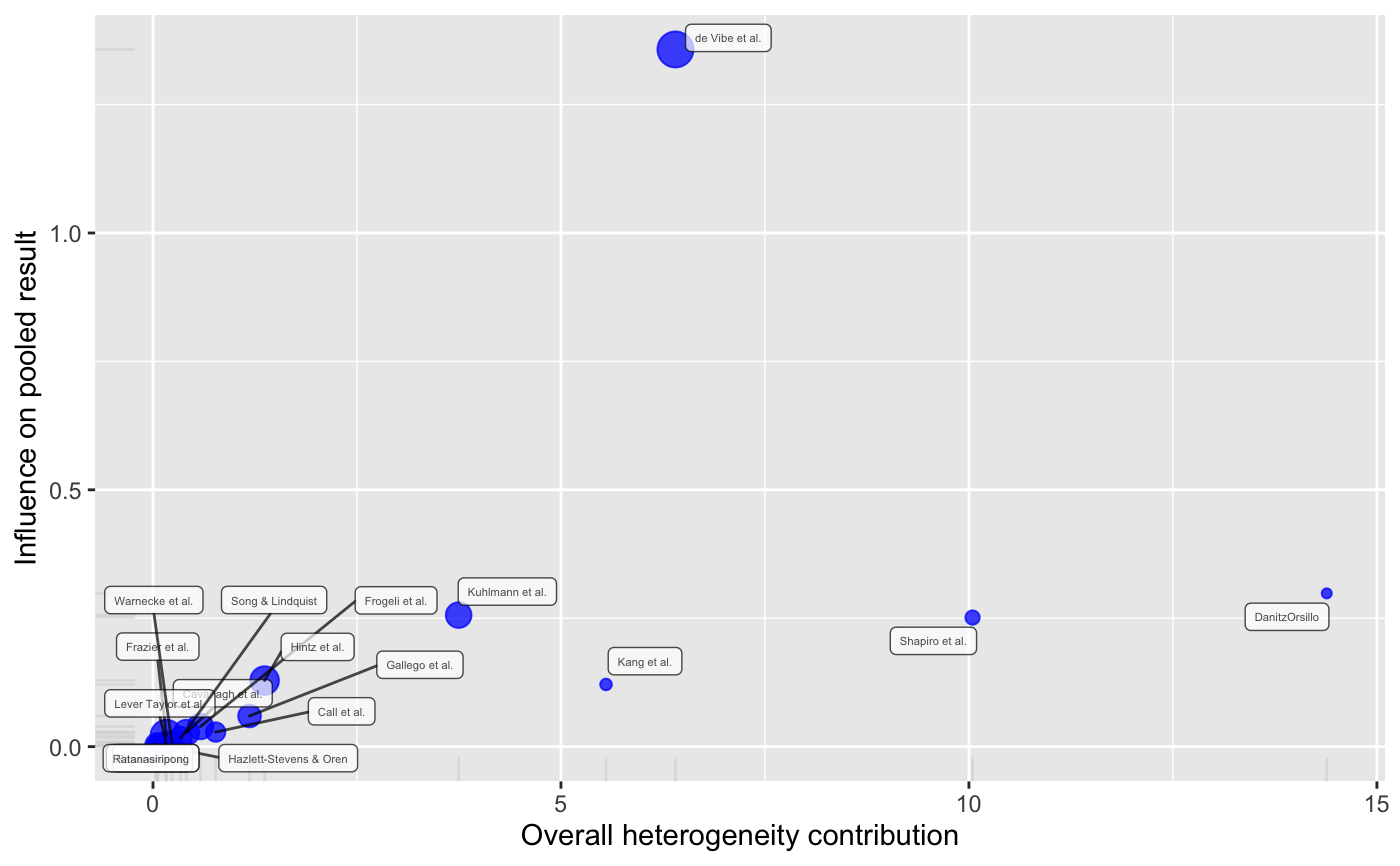 de Vibe et al.
1.0
Influence on pooled result
0.5
Kuhlmann et al.
Warnecke et al.
Song & Lindquist
Frogeli et al.
DanitzOrsillo
Shapiro et al.
Frazier et al.
Hintz et al.
Kang et al.
Gallego et al.
Cavanagh et al.
Lever Taylor et al.
Call et al.
0.0
Ratanasiripong
Hazlett-Stevens & Oren
0
5
10
15
Overall heterogeneity contribution